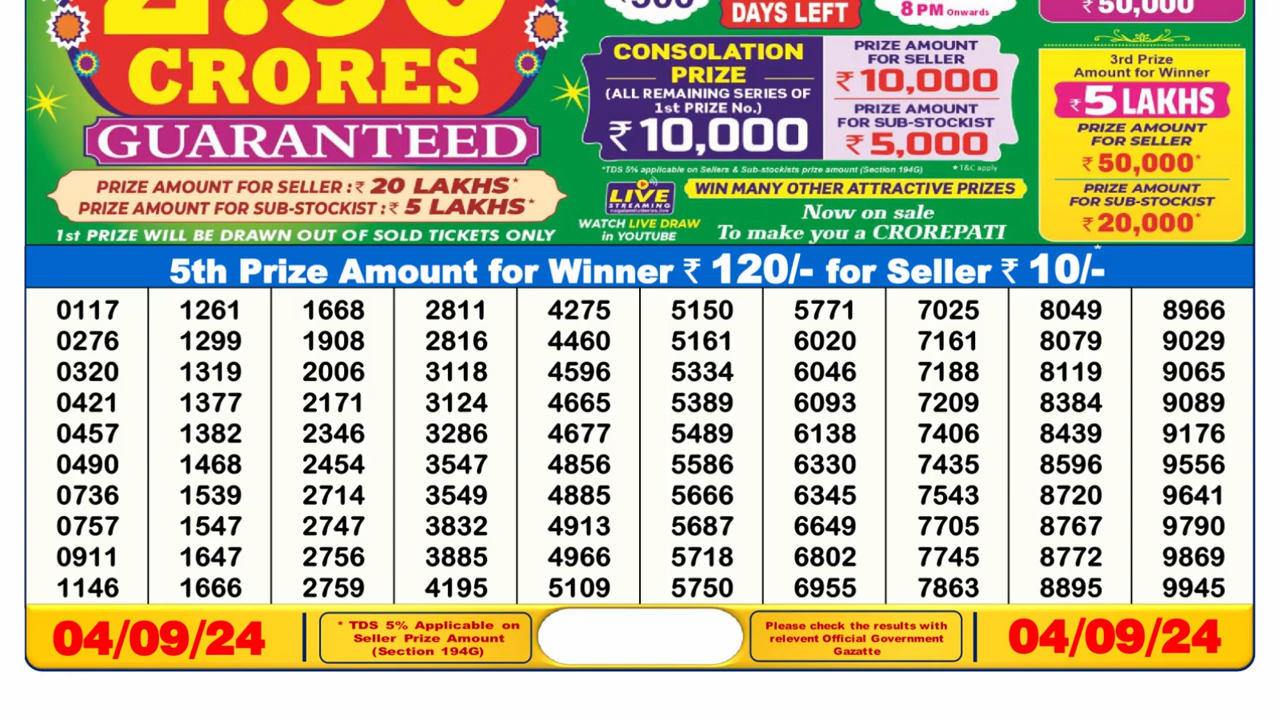 2.50
CRORES
GUARANTEED
PRIZE AMOUNT FOR SELLER :₹ 20 LAKHS*
PRIZE AMOUNT FOR SUB-STOCKIST :₹ 5 LAKHS*
1st PRIZE WILL BE DRAWN OUT OF SOLD TICKETS ONLY
DAYS LEFT
8 PM Onwards
₹ 50,000
CONSOLATION
PRIZE
(ALL REMAINING SERIES OF
1st PRIZE No.)
₹ 10,000
PRIZE AMOUNT
FOR SELLER
₹ 10,000
PRIZE AMOUNT
FOR SUB-STOCKIST
₹ 5,000
*TDS 5% applicable on Sellers & Sub-stockists prize amount (Section 194G)
*T&C apply
LIVE
STREAMING
WATCH LIVE DRAW
in YOUTUBE
WIN MANY OTHER ATTRACTIVE PRIZES
Now on sale
To make you a CROREPATI
3rd Prize
Amount for Winner
₹ 5 LAKHS
PRIZE AMOUNT
FOR SELLER
₹ 50,000*
PRIZE AMOUNT
FOR SUB-STOCKIST
₹ 20,000*
5th Prize Amount for Winner ₹ 120/- for Seller ₹ 10/-*
0117 1261 1668 2811 4275 5150 5771 7025 8049 8966
0276 1299 1908 2816 4460 5161 6020 7161 8079 9029
0320 1319 2006 3118 4596 5334 6046 7188 8119 9065
0421 1377 2171 3124 4665 5389 6093 7209 8384 9089
0457 1382 2346 3286 4677 5489 6138 7406 8439 9176
0490 1468 2454 3547 4856 5586 6330 7435 8596 9556
0736 1539 2714 3549 4885 5666 6345 7543 8720 9641
0757 1547 2747 3832 4913 5687 6649 7705 8767 9790
0911 1647 2756 3885 4966 5718 6802 7745 8772 9869
1146 1666 2759 4195 5109 5750 6955 7863 8895 9945
04/09/24
* TDS 5% Applicable on
Seller Prize Amount
(Section 194G)
Please check the results with
relevent Official Government
Gazatte
04/09/24